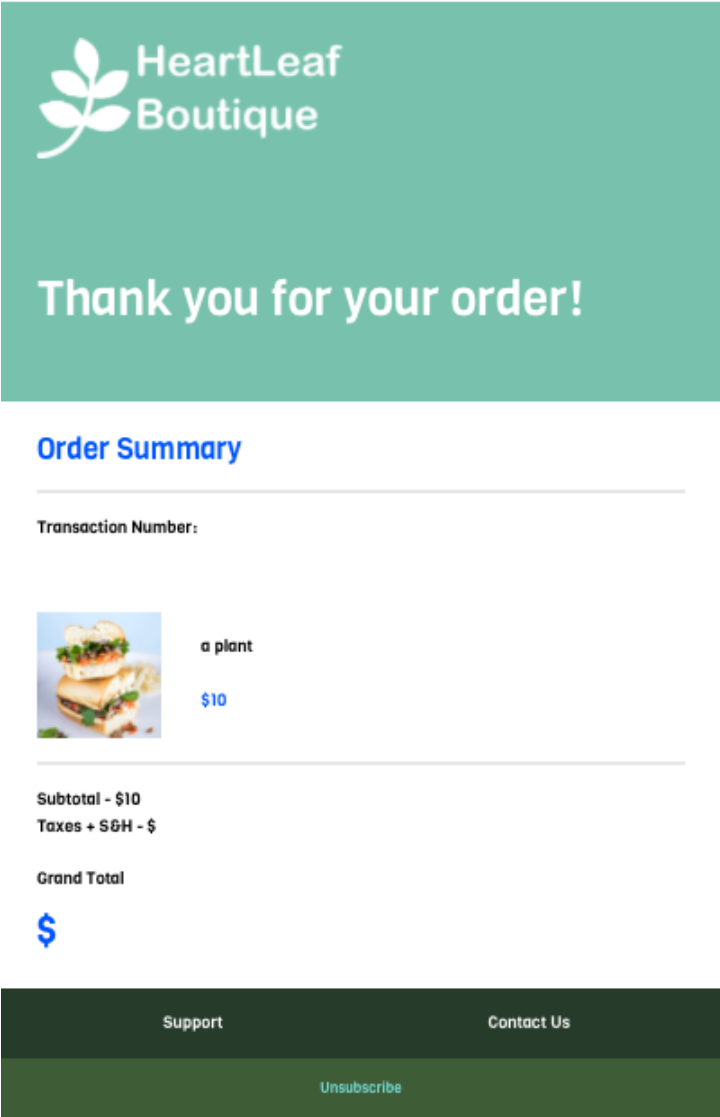 HeartLeaf
Boutique
Thank you for your order!
Order Summary
Transaction Number:
a plant
$10
Subtotal - $10
Taxes + S&H - $
Grand Total
$
Support
Contact Us
Unsubscribe